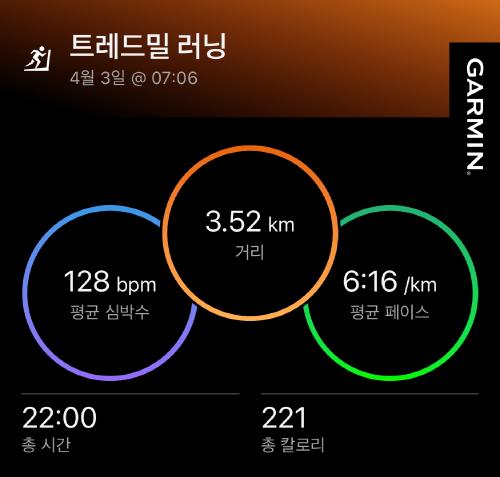 트레드밀 러닝
4월 3일 @ 07:06
GARMIN
3.52 km
거리
128 bpm
평균 심박수
6:16 /km
평균 페이스
22:00
총 시간
221
총 칼로리